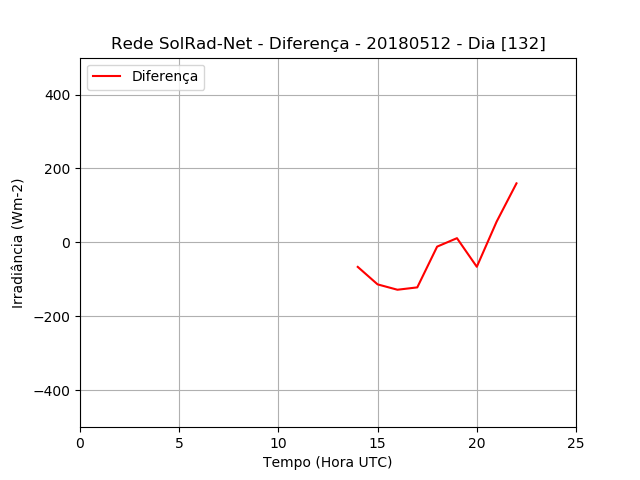 Rede SolRad-Net - Diferença - 20180512 - Dia [132]
Diferença
400
200
0
−200
−400
Irradiância (Wm-2)
0 5 10 15 20 25
Tempo (Hora UTC)